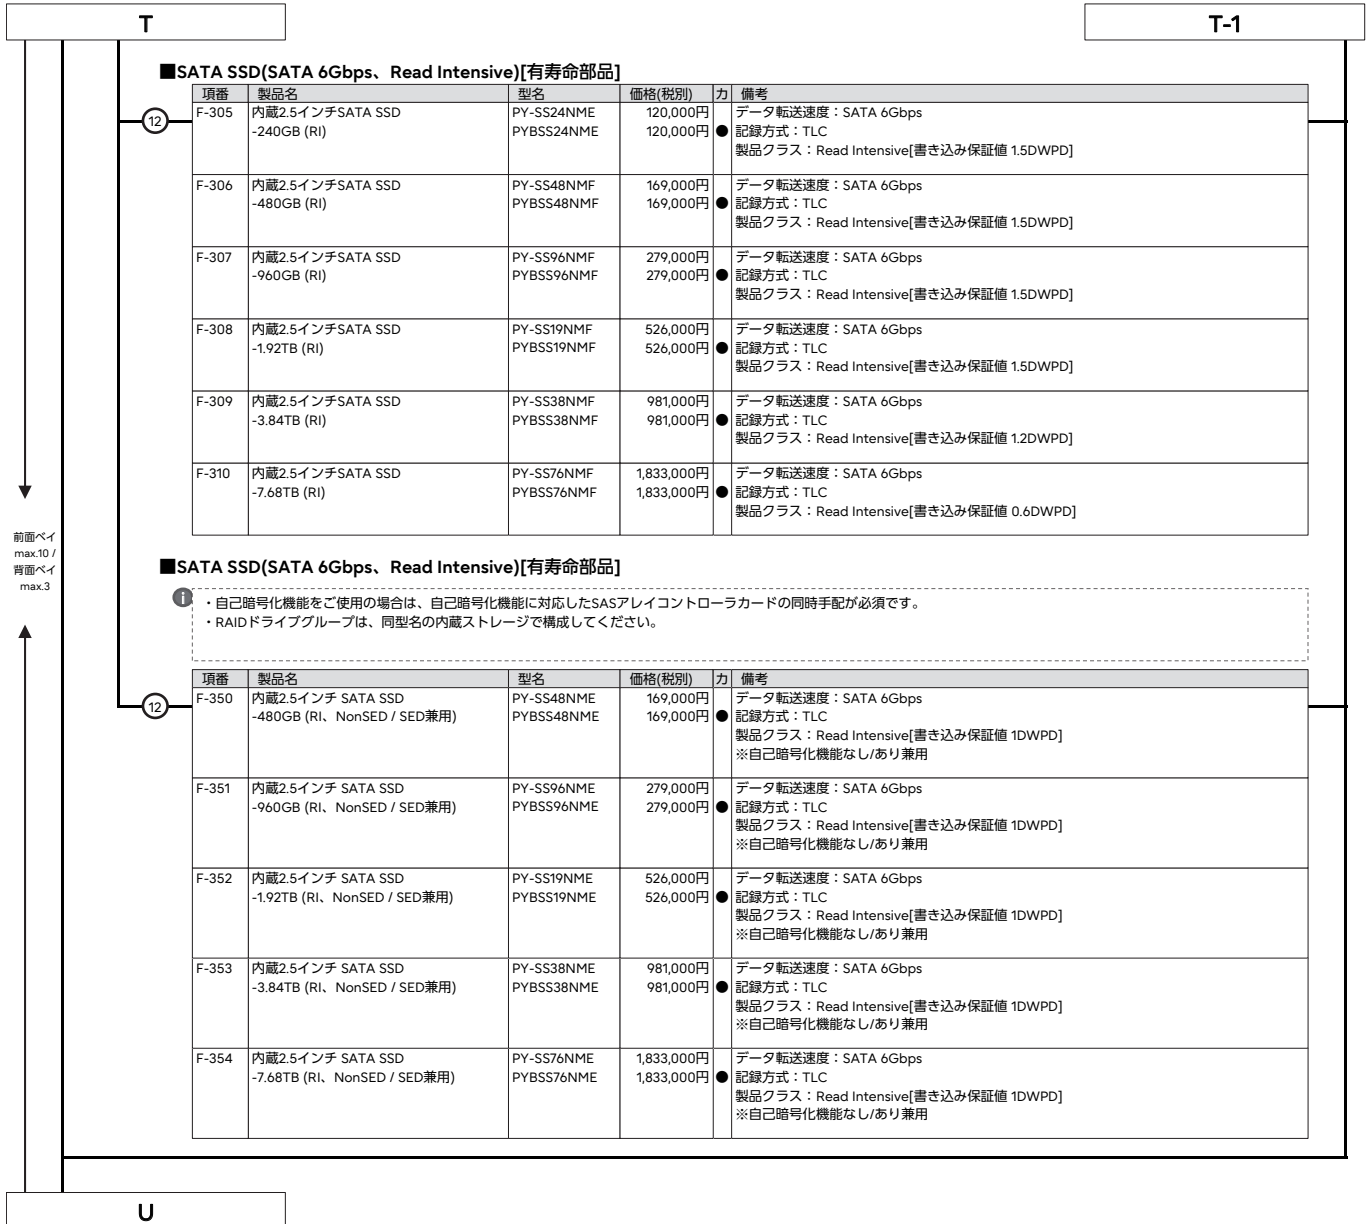 T
T-1
■SATA SSD(SATA 6Gbps、Read Intensive)[有寿命部品]
項番 製品名 型名 価格(税別) カ 備考
⑫ F-305 内蔵2.5インチSATA SSD PY-SS24NME 120,000円 データ転送速度：SATA 6Gbps
-240GB (RI) PYBSS24NME 120,000円 ● 記録方式：TLC
製品クラス：Read Intensive[書き込み保証値 1.5DWPD]
F-306 内蔵2.5インチSATA SSD PY-SS48NMF 169,000円 データ転送速度：SATA 6Gbps
-480GB (RI) PYBSS48NMF 169,000円 ● 記録方式：TLC
製品クラス：Read Intensive[書き込み保証値 1.5DWPD]
F-307 内蔵2.5インチSATA SSD PY-SS96NMF 279,000円 データ転送速度：SATA 6Gbps
-960GB (RI) PYBSS96NMF 279,000円 ● 記録方式：TLC
製品クラス：Read Intensive[書き込み保証値 1.5DWPD]
F-308 内蔵2.5インチSATA SSD PY-SS19NMF 526,000円 データ転送速度：SATA 6Gbps
-1.92TB (RI) PYBSS19NMF 526,000円 ● 記録方式：TLC
製品クラス：Read Intensive[書き込み保証値 1.5DWPD]
F-309 内蔵2.5インチSATA SSD PY-SS38NMF 981,000円 データ転送速度：SATA 6Gbps
-3.84TB (RI) PYBSS38NMF 981,000円 ● 記録方式：TLC
製品クラス：Read Intensive[書き込み保証値 1.2DWPD]
F-310 内蔵2.5インチSATA SSD PY-SS76NMF 1,833,000円 データ転送速度：SATA 6Gbps
-7.68TB (RI) PYBSS76NMF 1,833,000円 ● 記録方式：TLC
製品クラス：Read Intensive[書き込み保証値 0.6DWPD]
前面ベイ
max.10 /
背面ベイ
max.3
■SATA SSD(SATA 6Gbps、Read Intensive)[有寿命部品]
i
・自己暗号化機能をご使用の場合は、自己暗号化機能に対応したSASアレイコントローラカードの同時手配が必須です。
・RAIDドライブグループは、同型名の内蔵ストレージで構成してください。
項番 製品名 型名 価格(税別) カ 備考
⑫ F-350 内蔵2.5インチ SATA SSD PY-SS48NME 169,000円 データ転送速度：SATA 6Gbps
-480GB (RI、NonSED / SED兼用) PYBSS48NME 169,000円 ● 記録方式：TLC
製品クラス：Read Intensive[書き込み保証値 1DWPD]
※自己暗号化機能なし/あり兼用
F-351 内蔵2.5インチ SATA SSD PY-SS96NME 279,000円 データ転送速度：SATA 6Gbps
-960GB (RI、NonSED / SED兼用) PYBSS96NME 279,000円 ● 記録方式：TLC
製品クラス：Read Intensive[書き込み保証値 1DWPD]
※自己暗号化機能なし/あり兼用
F-352 内蔵2.5インチ SATA SSD PY-SS19NME 526,000円 データ転送速度：SATA 6Gbps
-1.92TB (RI、NonSED / SED兼用) PYBSS19NME 526,000円 ● 記録方式：TLC
製品クラス：Read Intensive[書き込み保証値 1DWPD]
※自己暗号化機能なし/あり兼用
F-353 内蔵2.5インチ SATA SSD PY-SS38NME 981,000円 データ転送速度：SATA 6Gbps
-3.84TB (RI、NonSED / SED兼用) PYBSS38NME 981,000円 ● 記録方式：TLC
製品クラス：Read Intensive[書き込み保証値 1DWPD]
※自己暗号化機能なし/あり兼用
F-354 内蔵2.5インチ SATA SSD PY-SS76NME 1,833,000円 データ転送速度：SATA 6Gbps
-7.68TB (RI、NonSED / SED兼用) PYBSS76NME 1,833,000円 ● 記録方式：TLC
製品クラス：Read Intensive[書き込み保証値 1DWPD]
※自己暗号化機能なし/あり兼用
U